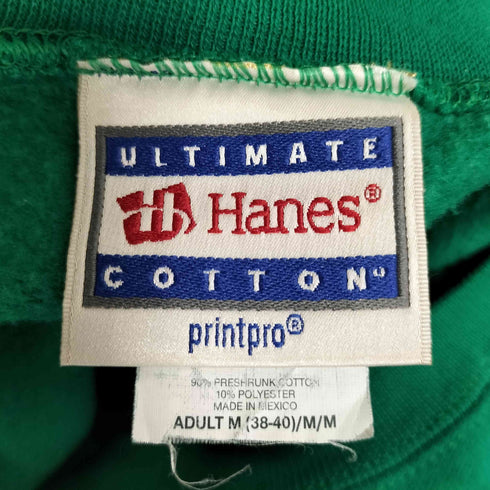 ULTIMATE
Hanes®
COTTON
printpro®
90% PRESHRUNK COTTON
10% POLYESTER
MADE IN MEXICO
ADULT M (38-40)/M/M